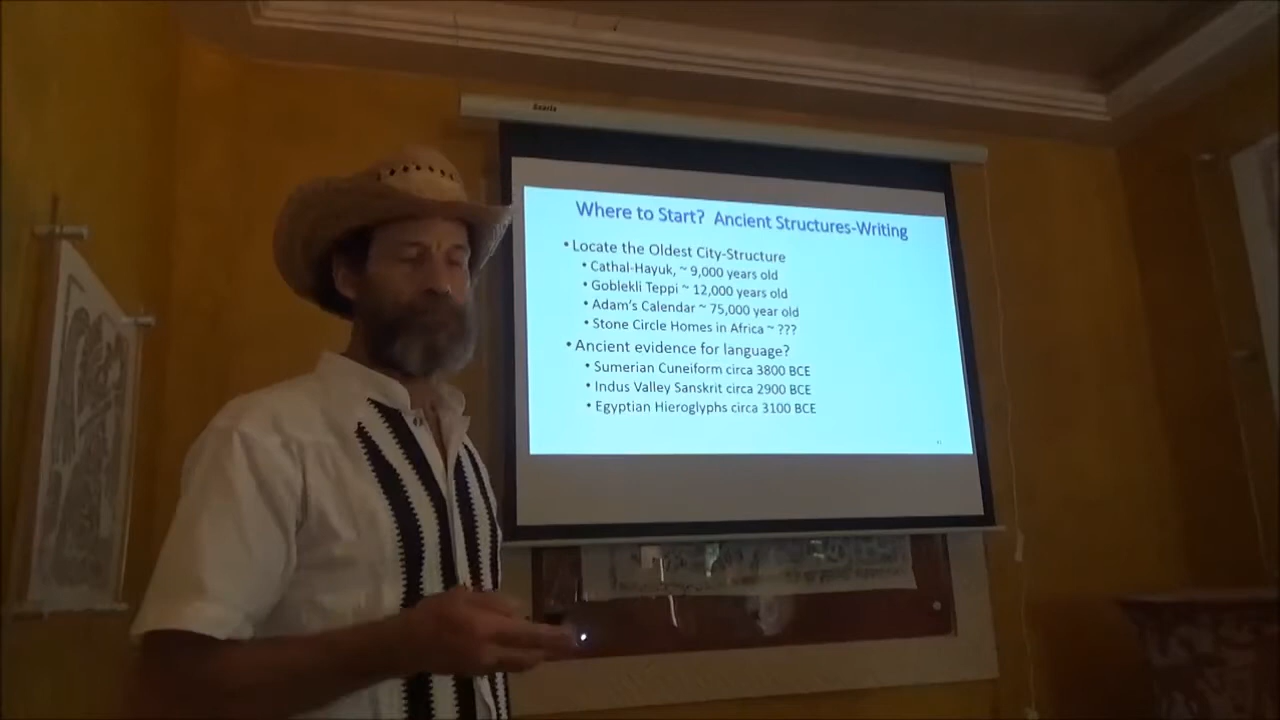 Where to Start? Ancient Structures-Writing
• Locate the Oldest City-Structure
• Cathal-Hayuk, ~ 9,000 years old
• Goblekli Teppi ~ 12,000 years old
• Adam's Calendar ~ 75,000 year old
• Stone Circle Homes in Africa ~ ???
• Ancient evidence for language?
• Sumerian Cuneiform circa 3800 BCE
• Indus Valley Sanskrit circa 2900 BCE
• Egyptian Hieroglyphs circa 3100 BCE